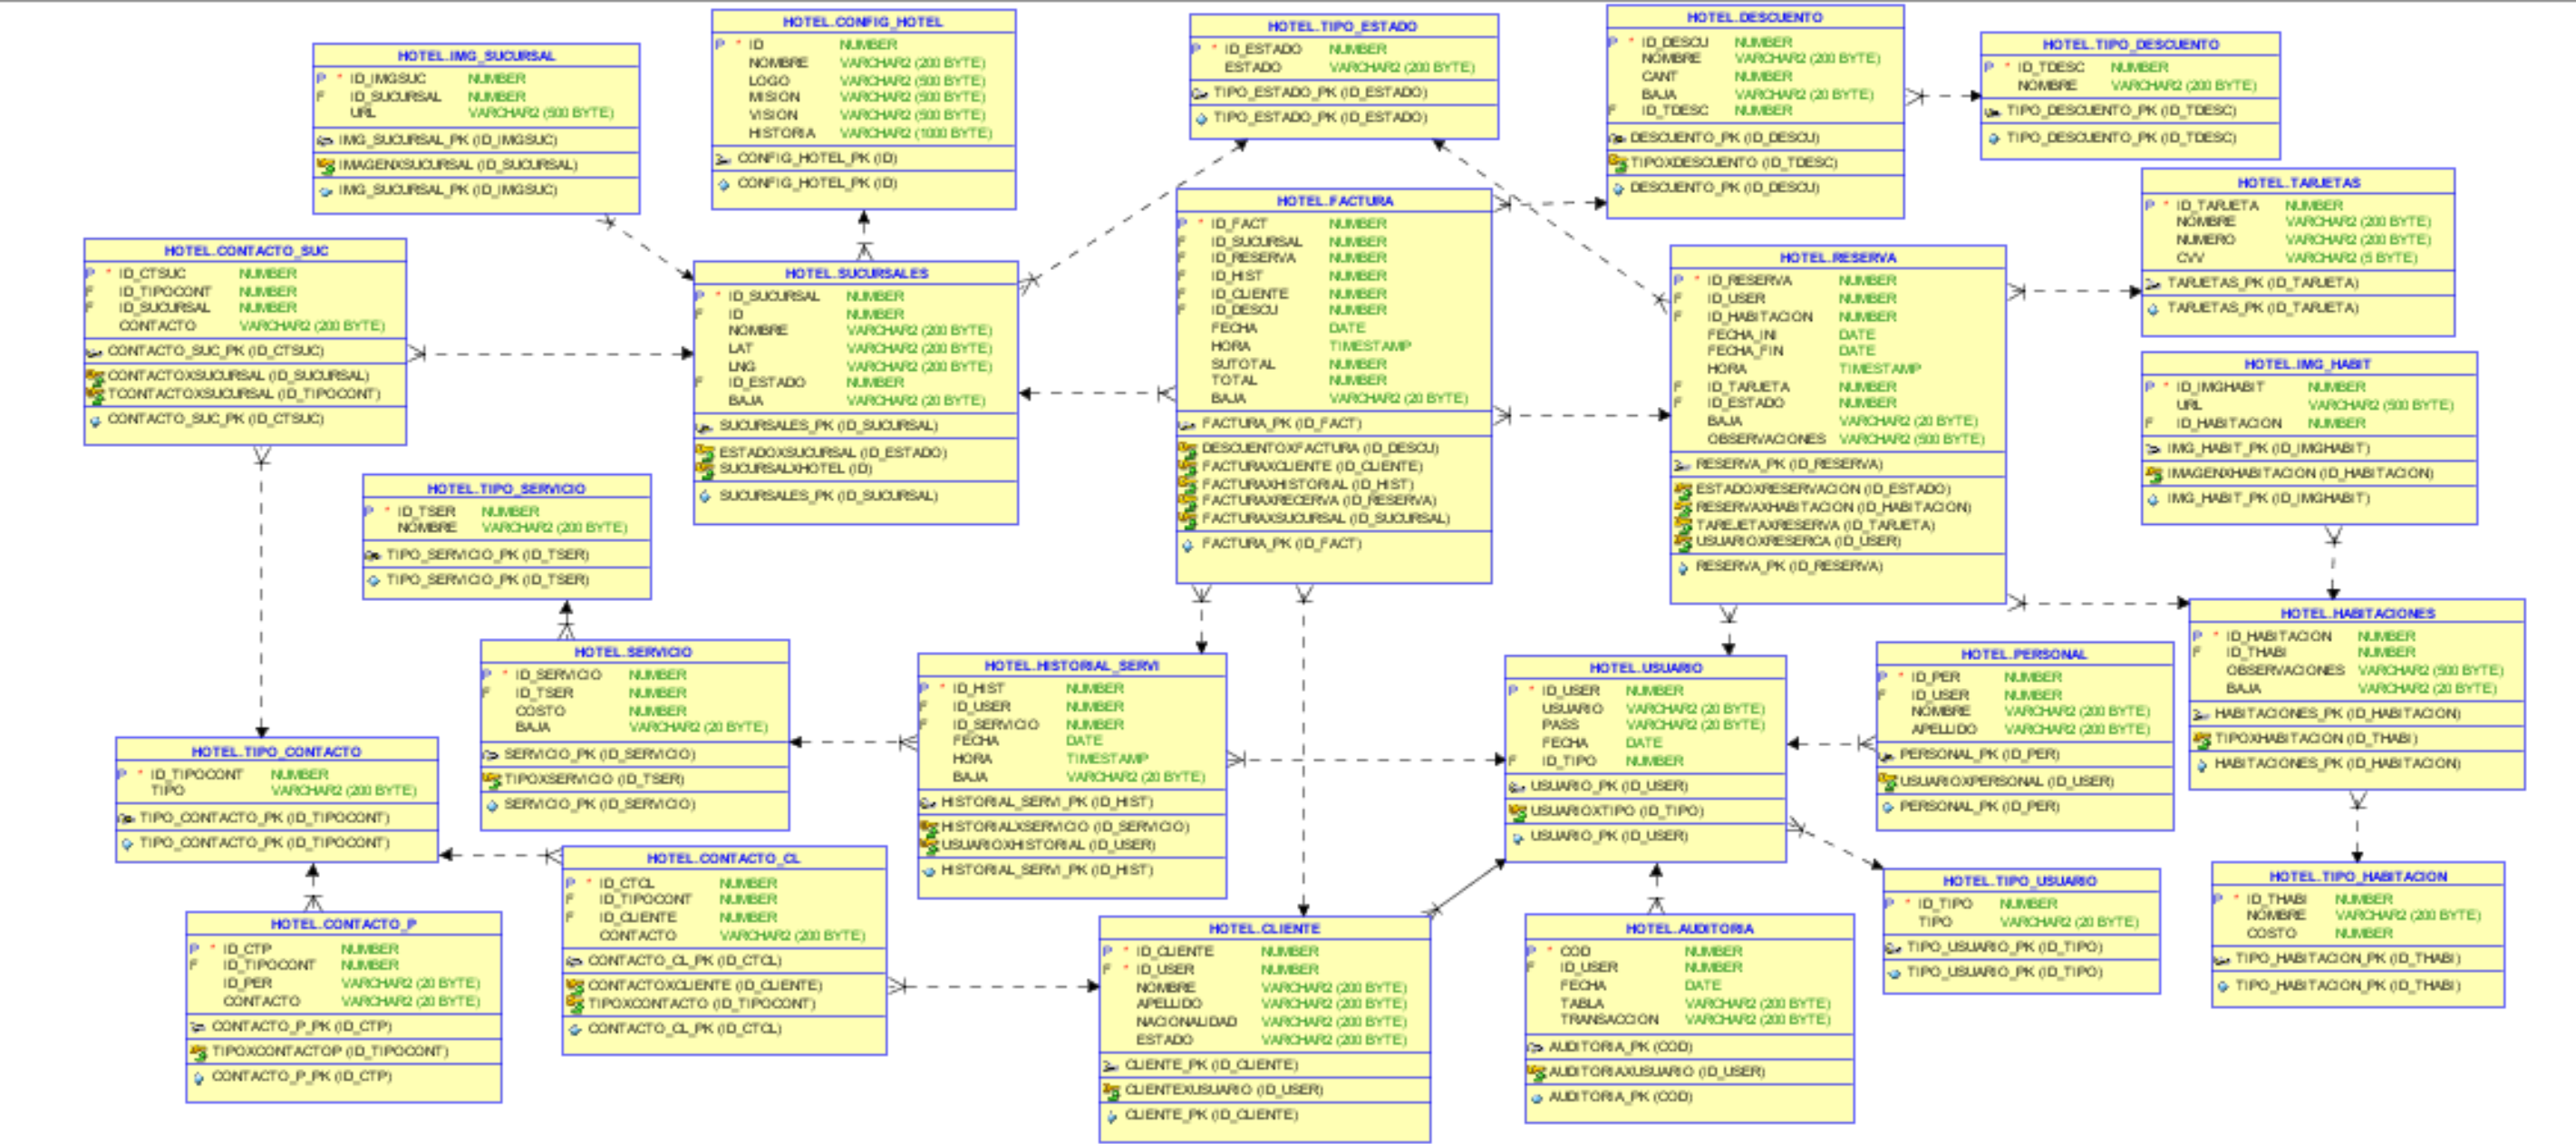 HOTEL.IMG_SUCURSAL
P * ID_IMGSUC NUMBER
F ID_SUCURSAL NUMBER
URL VARCHAR2 (500 BYTE)
IMG_SUCURSAL_PK (ID_IMGSUC)
IMAGENXSUCURSAL (ID_SUCURSAL)
IMG_SUCURSAL_PK (ID_IMGSUC)
HOTEL.CONFIG_HOTEL
P * ID NUMBER
NOMBRE VARCHAR2 (200 BYTE)
LOGO VARCHAR2 (500 BYTE)
MISION VARCHAR2 (500 BYTE)
VISION VARCHAR2 (500 BYTE)
HISTORIA VARCHAR2 (1000 BYTE)
CONFIG_HOTEL_PK (ID)
CONFIG_HOTEL_PK (ID)
HOTEL.TIPO_ESTADO
P * ID_ESTADO NUMBER
ESTADO VARCHAR2 (200 BYTE)
TIPO_ESTADO_PK (ID_ESTADO)
TIPO_ESTADO_PK (ID_ESTADO)
HOTEL.DESCUENTO
P * ID_DESCU NUMBER
NOMBRE VARCHAR2 (200 BYTE)
CANT NUMBER
BAJA VARCHAR2 (20 BYTE)
F ID_TDESC NUMBER
DESCUENTO_PK (ID_DESCU)
TIPOXDESCUENTO (ID_TDESC)
DESCUENTO_PK (ID_DESCU)
HOTEL.TIPO_DESCUENTO
P * ID_TDESC NUMBER
NOMBRE VARCHAR2 (200 BYTE)
TIPO_DESCUENTO_PK (ID_TDESC)
TIPO_DESCUENTO_PK (ID_TDESC)
HOTEL.CONTACTO_SUC
P * ID_CTSUC NUMBER
F ID_TIPOCONT NUMBER
F ID_SUCURSAL NUMBER
CONTACTO VARCHAR2 (200 BYTE)
CONTACTO_SUC_PK (ID_CTSUC)
CONTACTOXSUCURSAL (ID_SUCURSAL)
TCONTACTOXSUCURSAL (ID_TIPOCONT)
CONTACTO_SUC_PK (ID_CTSUC)
HOTEL.SUCURSALES
P * ID_SUCURSAL NUMBER
F ID NUMBER
NOMBRE VARCHAR2 (200 BYTE)
LAT VARCHAR2 (200 BYTE)
LNG VARCHAR2 (200 BYTE)
F ID_ESTADO NUMBER
BAJA VARCHAR2 (20 BYTE)
SUCURSALES_PK (ID_SUCURSAL)
ESTADOXSUCURSAL (ID_ESTADO)
SUCURSALXHOTEL (ID)
SUCURSALES_PK (ID_SUCURSAL)
HOTEL.FACTURA
P * ID_FACT NUMBER
F ID_SUCURSAL NUMBER
F ID_RESERVA NUMBER
F ID_HIST NUMBER
F ID_CLIENTE NUMBER
F ID_DESCU NUMBER
FECHA DATE
HORA TIMESTAMP
SUTOTAL NUMBER
TOTAL NUMBER
BAJA VARCHAR2 (20 BYTE)
FACTURA_PK (ID_FACT)
DESCUENTOXFACTURA (ID_DESCU)
FACTURAXCLIENTE (ID_CLIENTE)
FACTURAXHISTORIAL (ID_HIST)
FACTURAXRECERVA (ID_RESERVA)
FACTURAXSUCURSAL (ID_SUCURSAL)
FACTURA_PK (ID_FACT)
HOTEL.RESERVA
P * ID_RESERVA NUMBER
F ID_USER NUMBER
F ID_HABITACION NUMBER
FECHA_INI DATE
FECHA_FIN DATE
HORA TIMESTAMP
F ID_TARJETA NUMBER
F ID_ESTADO NUMBER
BAJA VARCHAR2 (20 BYTE)
OBSERVACIONES VARCHAR2 (500 BYTE)
RESERVA_PK (ID_RESERVA)
ESTADOXRESERVACION (ID_ESTADO)
RESERVAXHABITACION (ID_HABITACION)
TAREJETAXRESERVA (ID_TARJETA)
USUARIOXRESERCA (ID_USER)
RESERVA_PK (ID_RESERVA)
HOTEL.TARJETAS
P * ID_TARJETA NUMBER
NOMBRE VARCHAR2 (200 BYTE)
NUMERO VARCHAR2 (200 BYTE)
CVV VARCHAR2 (5 BYTE)
TARJETAS_PK (ID_TARJETA)
TARJETAS_PK (ID_TARJETA)
HOTEL.IMG_HABIT
P * ID_IMGHABIT NUMBER
URL VARCHAR2 (500 BYTE)
F ID_HABITACION NUMBER
IMG_HABIT_PK (ID_IMGHABIT)
IMAGENXHABITACION (ID_HABITACION)
IMG_HABIT_PK (ID_IMGHABIT)
HOTEL.TIPO_SERVICIO
P * ID_TSER NUMBER
NOMBRE VARCHAR2 (200 BYTE)
TIPO_SERVICIO_PK (ID_TSER)
TIPO_SERVICIO_PK (ID_TSER)
HOTEL.SERVICIO
P * ID_SERVICIO NUMBER
F ID_TSER NUMBER
COSTO NUMBER
BAJA VARCHAR2 (20 BYTE)
SERVICIO_PK (ID_SERVICIO)
TIPOXSERVICIO (ID_TSER)
SERVICIO_PK (ID_SERVICIO)
HOTEL.HISTORIAL_SERVI
P * ID_HIST NUMBER
F ID_USER NUMBER
F ID_SERVICIO NUMBER
FECHA DATE
HORA TIMESTAMP
BAJA VARCHAR2 (20 BYTE)
HISTORIAL_SERVI_PK (ID_HIST)
HISTORIALXSERVICIO (ID_SERVICIO)
USUARIOXHISTORIAL (ID_USER)
HISTORIAL_SERVI_PK (ID_HIST)
HOTEL.USUARIO
P * ID_USER NUMBER
USUARIO VARCHAR2 (20 BYTE)
PASS VARCHAR2 (20 BYTE)
FECHA DATE
F ID_TIPO NUMBER
USUARIO_PK (ID_USER)
USUARIOXTIPO (ID_TIPO)
USUARIO_PK (ID_USER)
HOTEL.PERSONAL
P * ID_PER NUMBER
F ID_USER NUMBER
NOMBRE VARCHAR2 (200 BYTE)
APELLIDO VARCHAR2 (200 BYTE)
PERSONAL_PK (ID_PER)
USUARIOXPERSONAL (ID_USER)
PERSONAL_PK (ID_PER)
HOTEL.HABITACIONES
P * ID_HABITACION NUMBER
F ID_THABI NUMBER
OBSERVACIONES VARCHAR2 (500 BYTE)
BAJA VARCHAR2 (20 BYTE)
HABITACIONES_PK (ID_HABITACION)
TIPOXHABITACION (ID_THABI)
HABITACIONES_PK (ID_HABITACION)
HOTEL.TIPO_CONTACTO
P * ID_TIPOCONT NUMBER
TIPO VARCHAR2 (200 BYTE)
TIPO_CONTACTO_PK (ID_TIPOCONT)
TIPO_CONTACTO_PK (ID_TIPOCONT)
HOTEL.CONTACTO_P
P * ID_CTP NUMBER
F ID_TIPOCONT NUMBER
ID_PER VARCHAR2 (20 BYTE)
CONTACTO VARCHAR2 (20 BYTE)
CONTACTO_P_PK (ID_CTP)
TIPOXCONTACTOP (ID_TIPOCONT)
CONTACTO_P_PK (ID_CTP)
HOTEL.CONTACTO_CL
P * ID_CTCL NUMBER
F ID_TIPOCONT NUMBER
F ID_CLIENTE NUMBER
CONTACTO VARCHAR2 (200 BYTE)
CONTACTO_CL_PK (ID_CTCL)
CONTACTOXCLIENTE (ID_CLIENTE)
TIPOXCONTACTO (ID_TIPOCONT)
CONTACTO_CL_PK (ID_CTCL)
HOTEL.CLIENTE
P * ID_CLIENTE NUMBER
F * ID_USER NUMBER
NOMBRE VARCHAR2 (200 BYTE)
APELLIDO VARCHAR2 (200 BYTE)
NACIONALIDAD VARCHAR2 (200 BYTE)
ESTADO VARCHAR2 (200 BYTE)
CLIENTE_PK (ID_CLIENTE)
CLIENTEXUSUARIO (ID_USER)
CLIENTE_PK (ID_CLIENTE)
HOTEL.AUDITORIA
P * COD NUMBER
F ID_USER NUMBER
FECHA DATE
TABLA VARCHAR2 (200 BYTE)
TRANSACCION VARCHAR2 (200 BYTE)
AUDITORIA_PK (COD)
AUDITORIAXUSUARIO (ID_USER)
AUDITORIA_PK (COD)
HOTEL.TIPO_USUARIO
P * ID_TIPO NUMBER
TIPO VARCHAR2 (20 BYTE)
TIPO_USUARIO_PK (ID_TIPO)
TIPO_USUARIO_PK (ID_TIPO)
HOTEL.TIPO_HABITACION
P * ID_THABI NUMBER
NOMBRE VARCHAR2 (200 BYTE)
COSTO NUMBER
TIPO_HABITACION_PK (ID_THABI)
TIPO_HABITACION_PK (ID_THABI)